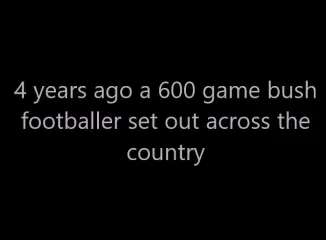 4 years ago a 600 game bush
footballer set out across the
country